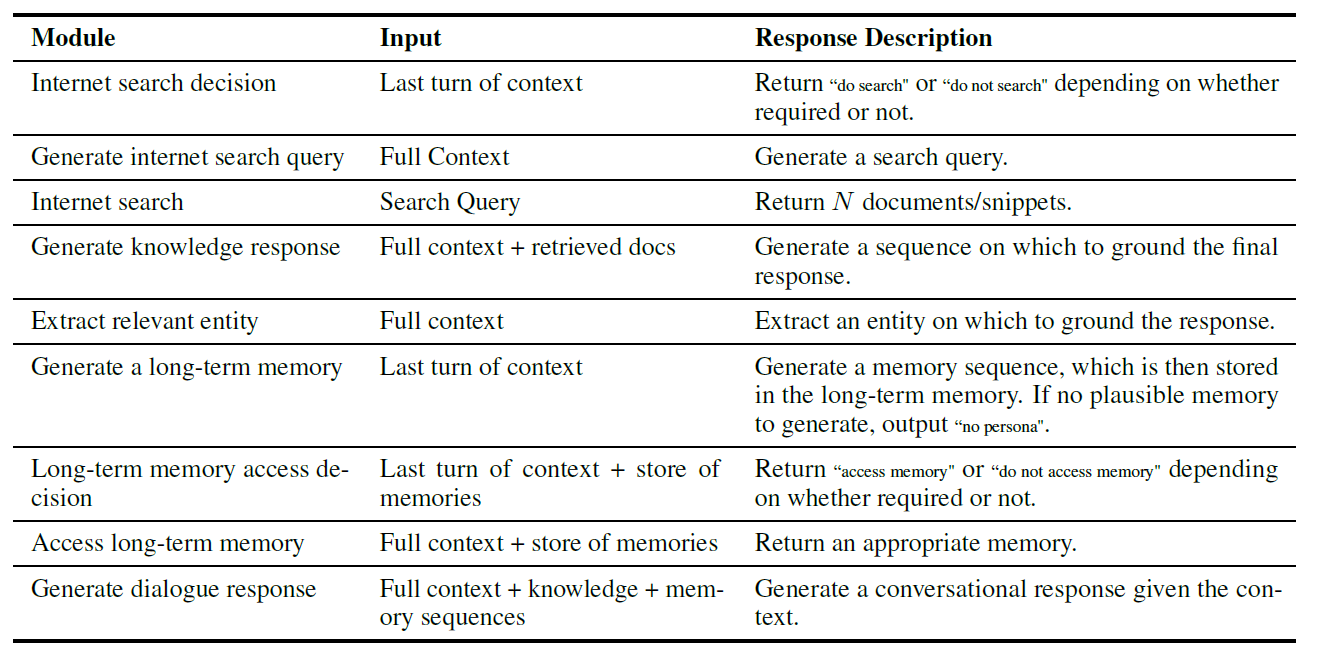 Module Input Response Description
Internet search decision Last turn of context Return “do search" or “do not search" depending on whether
required or not.
Generate internet search query Full Context Generate a search query.
Internet search Search Query Return N documents/snippets.
Generate knowledge response Full context + retrieved docs Generate a sequence on which to ground the final
response.
Extract relevant entity Full context Extract an entity on which to ground the response.
Generate a long-term memory Last turn of context Generate a memory sequence, which is then stored
in the long-term memory. If no plausible memory
to generate, output “no persona".
Long-term memory access de- Last turn of context + store of Return “access memory" or “do not access memory" depending
cision memories on whether required or not.
Access long-term memory Full context + store of memories Return an appropriate memory.
Generate dialogue response Full context + knowledge + mem- Generate a conversational response given the con-
ory sequences text.